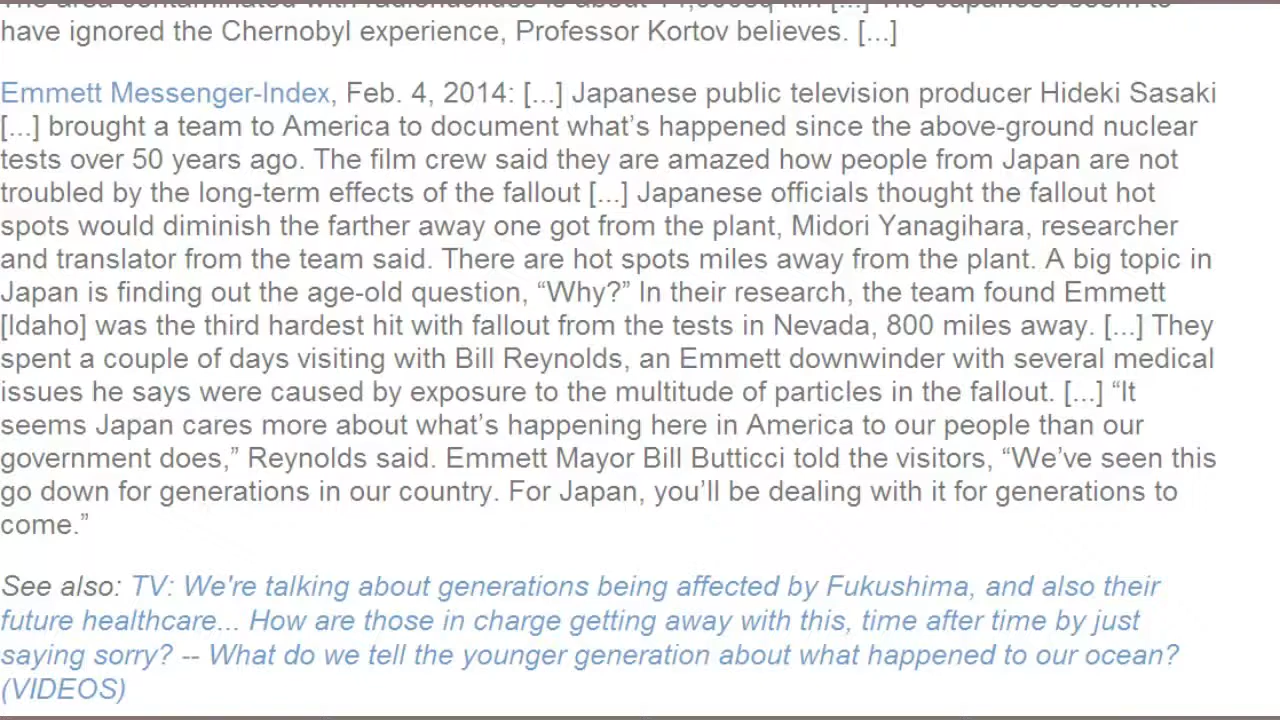 The area contaminated with radionuclides is about sq km [...] The Japanese seem to
have ignored the Chernobyl experience, Professor Kortov believes. [...]
Emmett Messenger-Index, Feb. 4, 2014: [...] Japanese public television producer Hideki Sasaki
[...] brought a team to America to document what’s happened since the above-ground nuclear
tests over 50 years ago. The film crew said they are amazed how people from Japan are not
troubled by the long-term effects of the fallout [...] Japanese officials thought the fallout hot
spots would diminish the farther away one got from the plant, Midori Yanagihara, researcher
and translator from the team said. There are hot spots miles away from the plant. A big topic in
Japan is finding out the age-old question, “Why?” In their research, the team found Emmett
[Idaho] was the third hardest hit with fallout from the tests in Nevada, 800 miles away. [...] They
spent a couple of days visiting with Bill Reynolds, an Emmett downwinder with several medical
issues he says were caused by exposure to the multitude of particles in the fallout. [...] “It
seems Japan cares more about what’s happening here in America to our people than our
government does,” Reynolds said. Emmett Mayor Bill Butticci told the visitors, “We’ve seen this
go down for generations in our country. For Japan, you’ll be dealing with it for generations to
come.”
See also: TV: We're talking about generations being affected by Fukushima, and also their
future healthcare... How are those in charge getting away with this, time after time by just
saying sorry? -- What do we tell the younger generation about what happened to our ocean?
(VIDEOS)